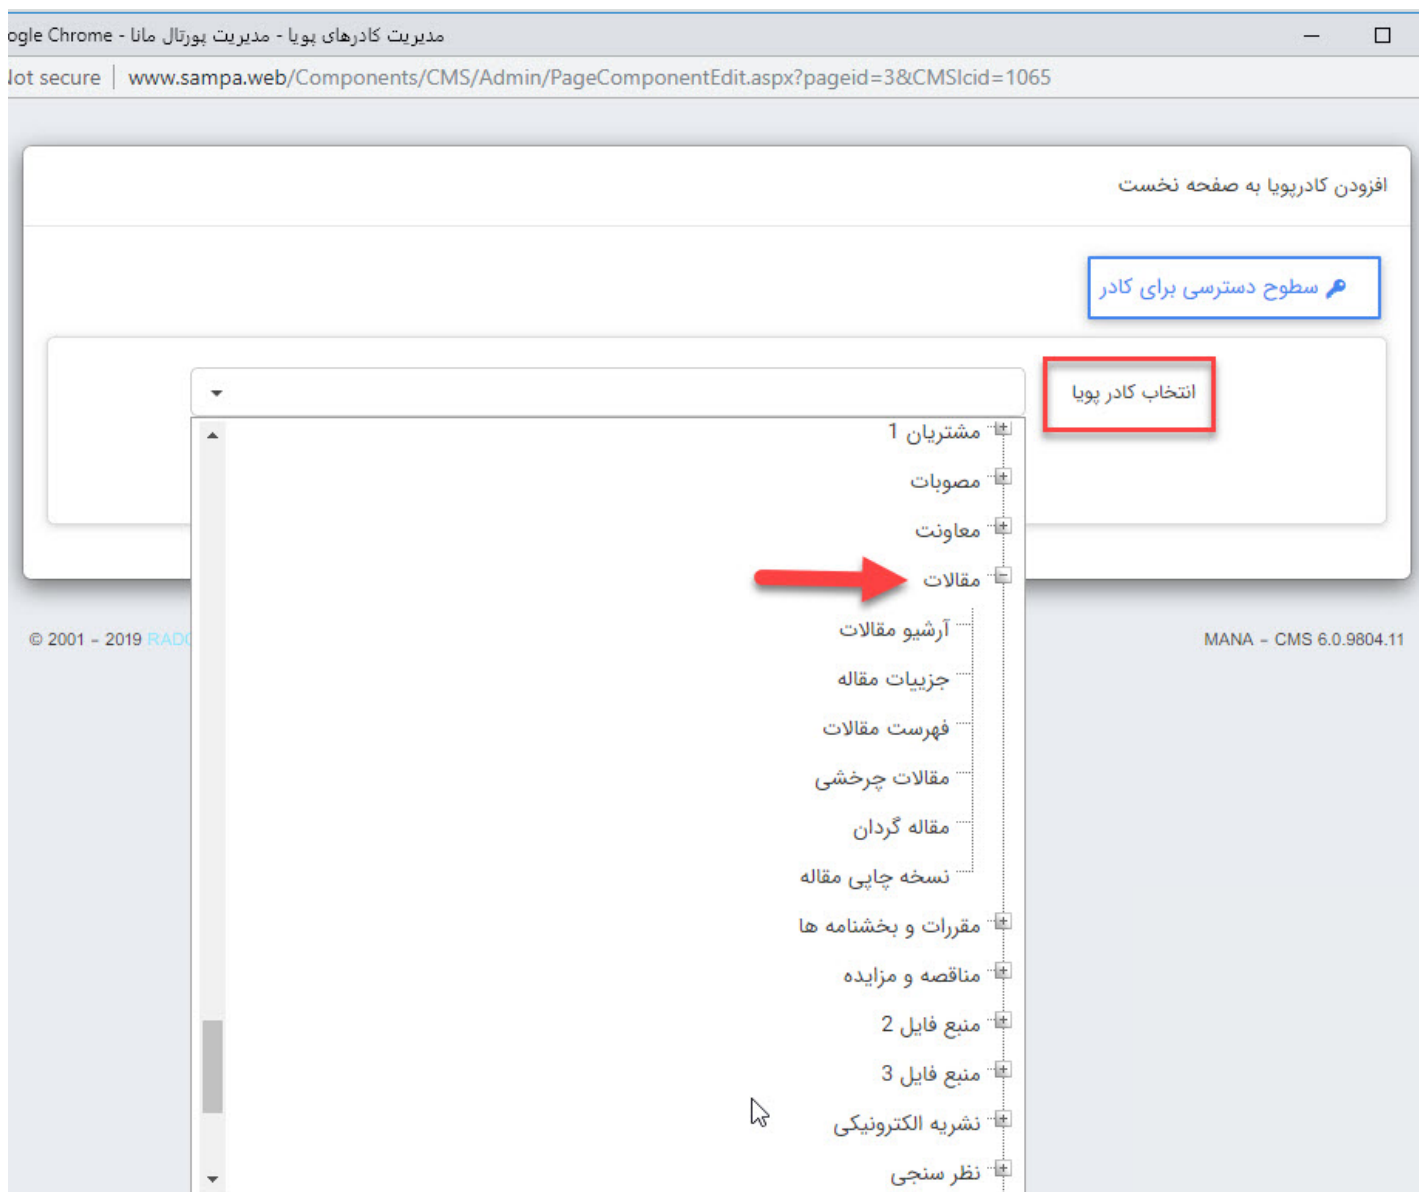 مدیریت کادرهای پویا - مدیریت پورتال مانا - ogle Chrome
Not secure | www.sampa.web/Components/CMS/Admin/PageComponentEdit.aspx?pageid=3&CMSIcid=1065
افزودن کادرپویا به صفحه نخست
سطوح دسترسی برای کادر
انتخاب کادر پویا
مشتریان 1
مصوبات
معاونت
مقالات
آرشیو مقالات
جزییات مقاله
فهرست مقالات
مقالات چرخشی
مقاله گردان
نسخه چاپی مقاله
مقررات و بخشنامه ها
مناقصه و مزایده
منبع فایل 2
منبع فایل 3
نشریه الکترونیکی
نظر سنجی
© 2001 - 2019 RADC
MANA - CMS 6.0.9804.11